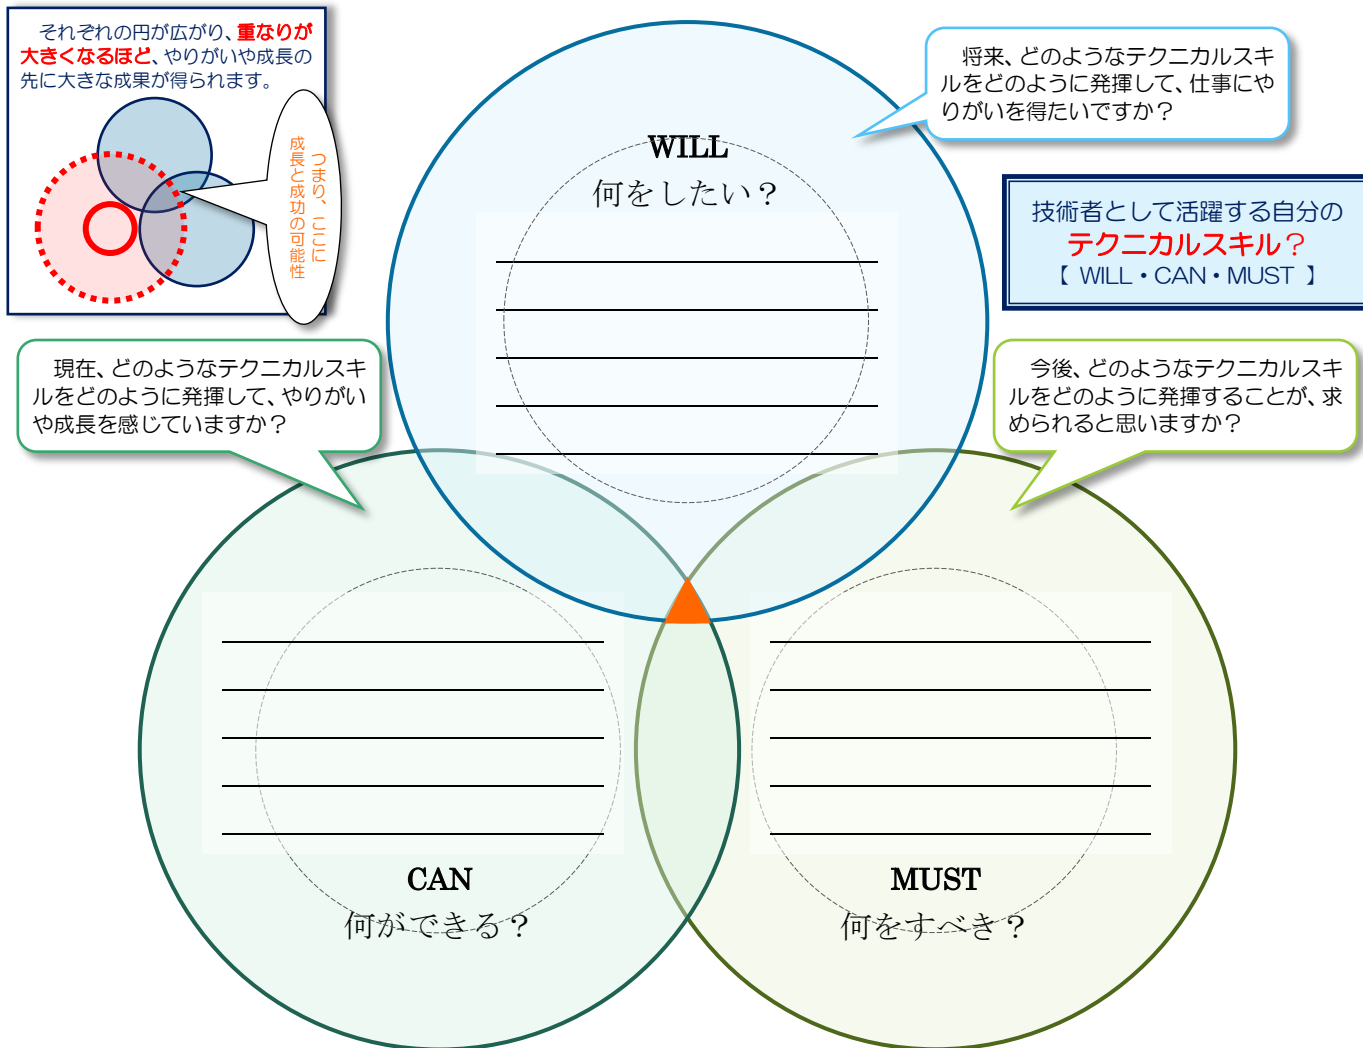 それぞれの円が広がり、重なりが
大きくなるほど、やりがいや成長の
先に大きな成果が得られます。
つまり、ここに
成長と成功の可能性
将来、どのようなテクニカルスキ
ルをどのように発揮して、仕事にや
りがいを得たいですか？
WILL
何をしたい？
技術者として活躍する自分の
テクニカルスキル？
【 WILL・CAN・MUST 】
現在、どのようなテクニカルスキ
ルをどのように発揮して、やりがい
や成長を感じていますか？
今後、どのようなテクニカルスキ
ルをどのように発揮することが、求
められると思いますか？
CAN
何ができる？
MUST
何をすべき？